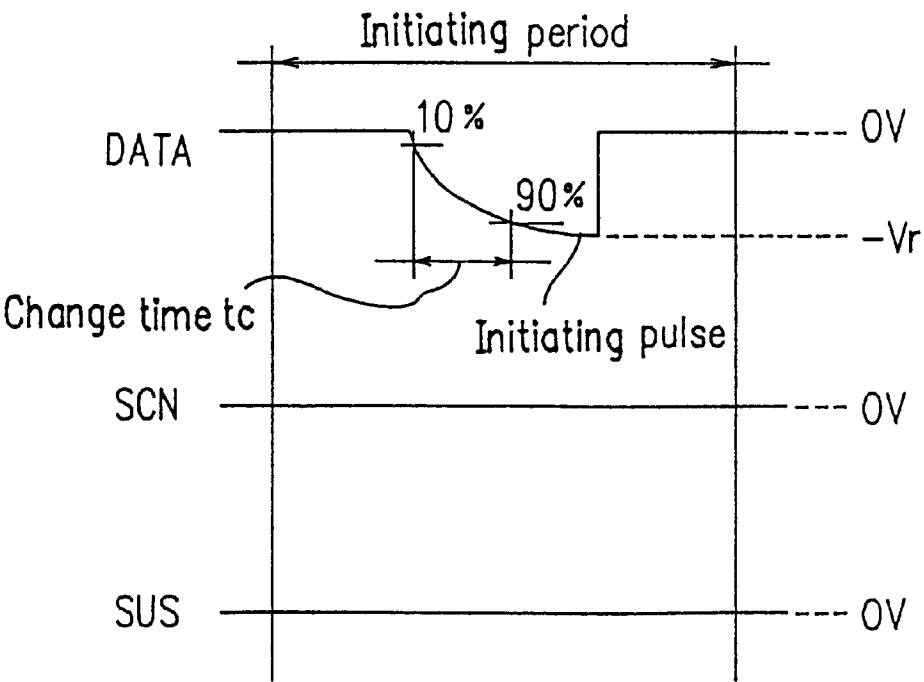 Initiating period
10%
DATA
0V
90%
-Vr
Change time tc
Initiating pulse
SCN
0V
SUS
0V